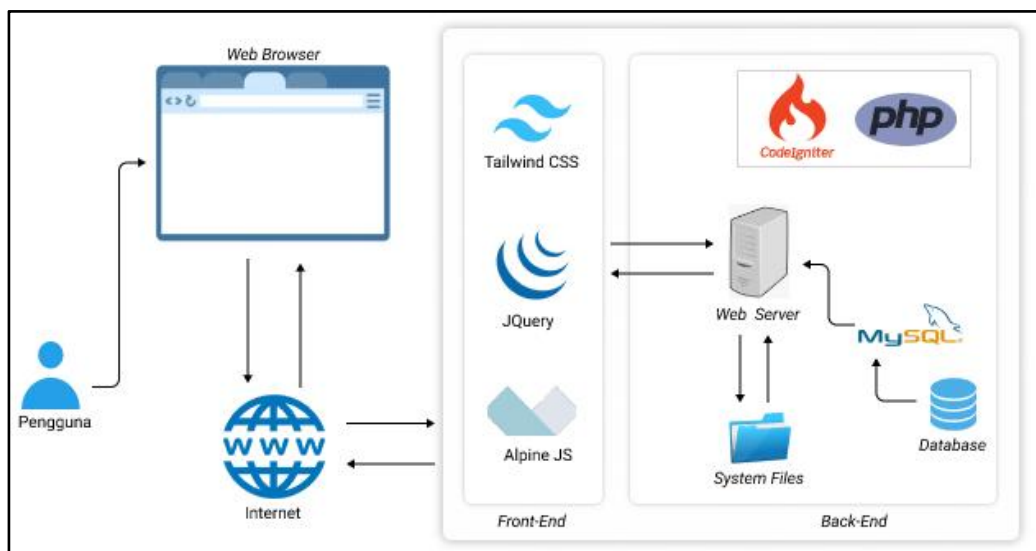 Web Browser
Tailwind CSS
CodeIgniter
php
JQuery
Web Server
MySQL
Pengguna
WWW
Alpine JS
System Files
Database
Internet
Front-End
Back-End